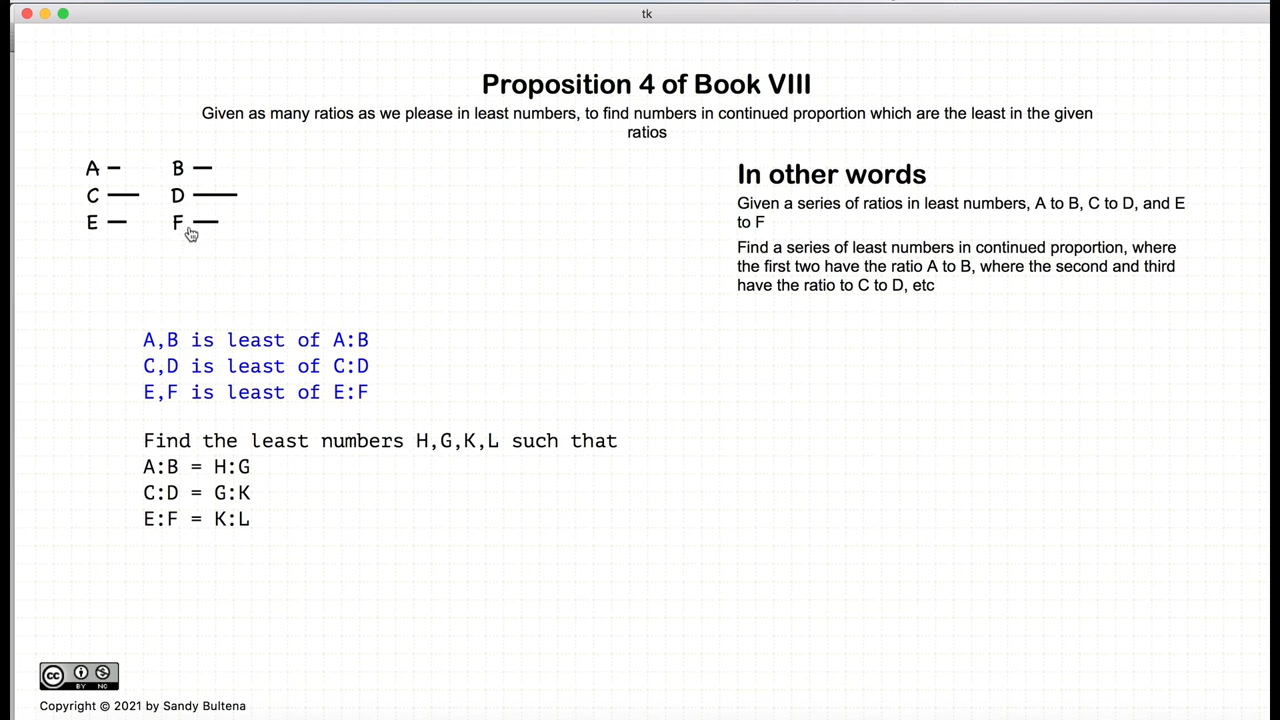 tk
Proposition 4 of Book VIII
Given as many ratios as we please in least numbers, to find numbers in continued proportion which are the least in the given
ratios
A B
C D
E F
In other words
Given a series of ratios in least numbers, A to B, C to D, and E
to F
Find a series of least numbers in continued proportion, where
the first two have the ratio A to B, where the second and third
have the ratio to C to D, etc
A,B is least of A:B
C,D is least of C:D
E,F is least of E:F
Find the least numbers H,G,K,L such that
A:B = H:G
C:D = G:K
E:F = K:L
cc
BY NC
Copyright © 2021 by Sandy Bultena